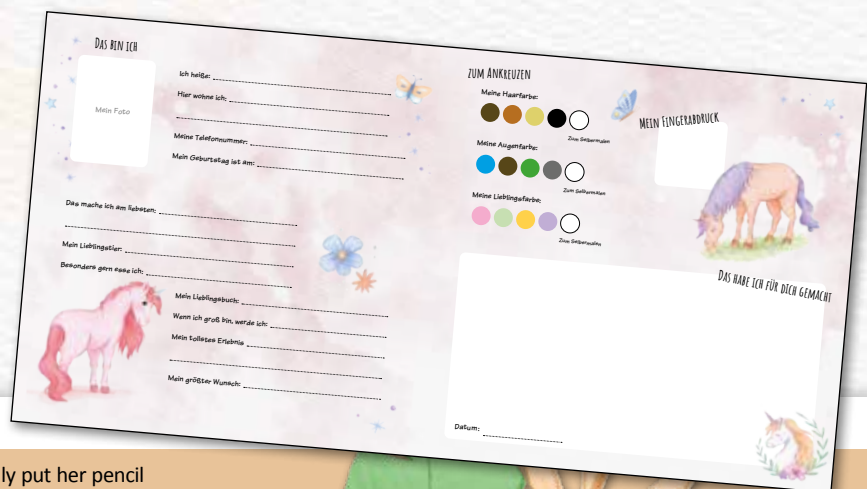 Das bin ich
Mein Foto
Ich heiße:
Hier wohne ich:
Meine Telefonnummer:
Mein Geburtstag ist am:
Das mache ich am liebsten:
Mein Lieblingstier:
Besonders gern esse ich:
Mein Lieblingsbuch:
Wenn ich groß bin, werde ich:
Mein tollstes Erlebnis
Mein größter Wunsch:
zum Ankreuzen
Meine Haarfarbe:
Zum Selbermalen
Meine Augenfarbe:
Zum Selbermalen
Meine Lieblingsfarbe:
Zum Selbermalen
Mein Fingerabdruck
Das habe ich für dich gemacht
Datum:
ly put her pencil